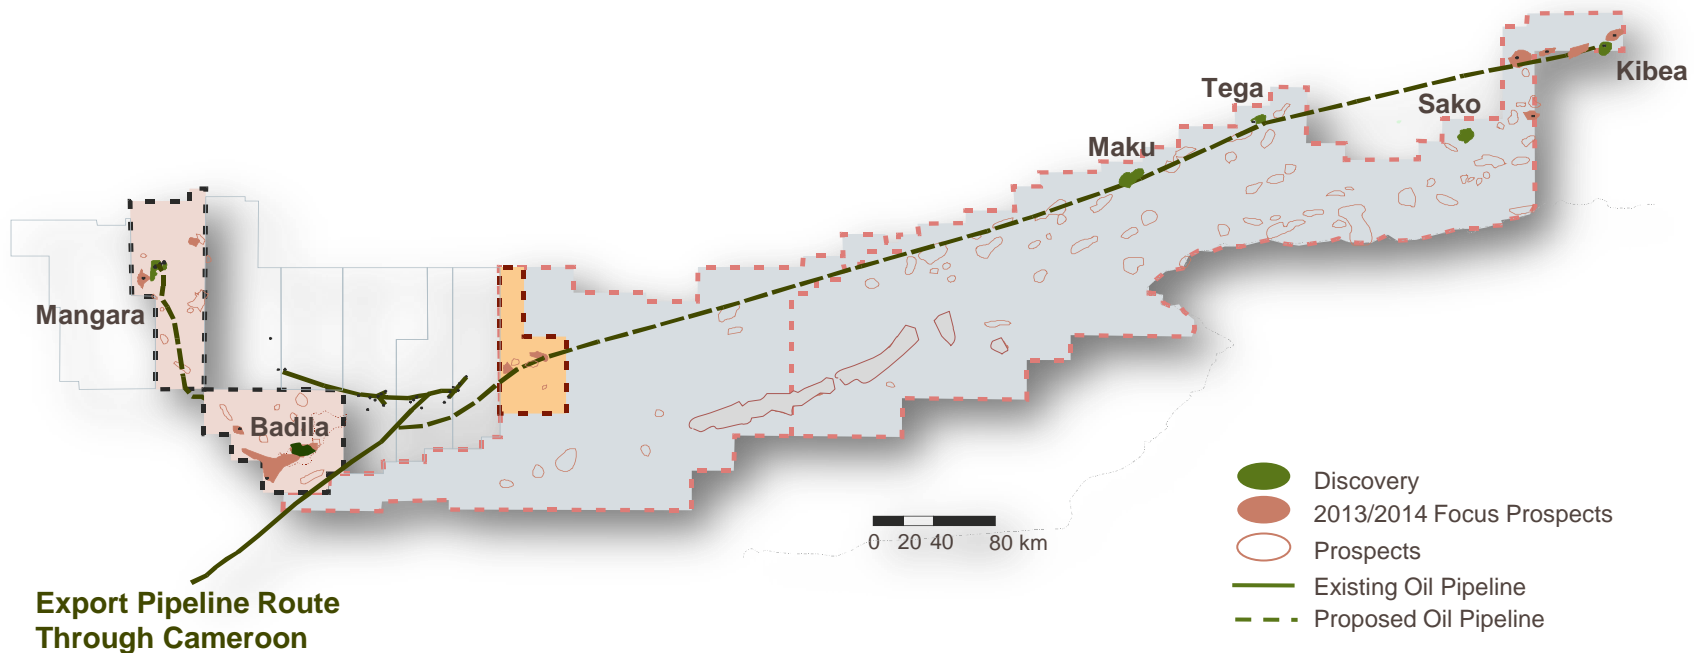 Kibea
Tega
Sako
Maku
Mangara
Badila
0 20 40 80 km
Discovery
2013/2014 Focus Prospects
Prospects
Existing Oil Pipeline
Proposed Oil Pipeline
Export Pipeline Route
Through Cameroon